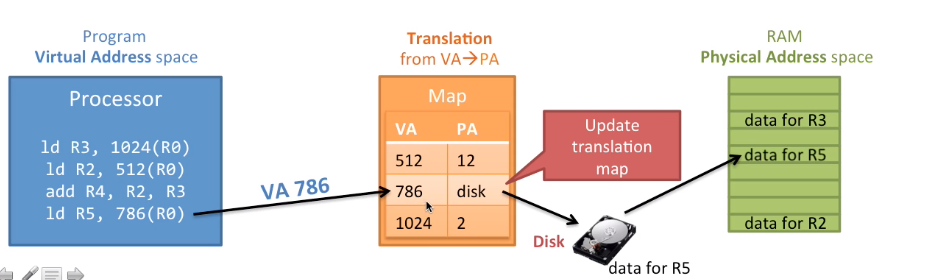 Program
Virtual Address space
Processor
ld R3, 1024(R0)
ld R2, 512(R0)
add R4, R2, R3
ld R5, 786(R0)
VA 786
Translation
from VA→PA
Map
VA PA
512 12
786 disk
1024 2
Update
translation
map
Disk
data for R5
RAM
Physical Address space
data for R3
data for R5
data for R2